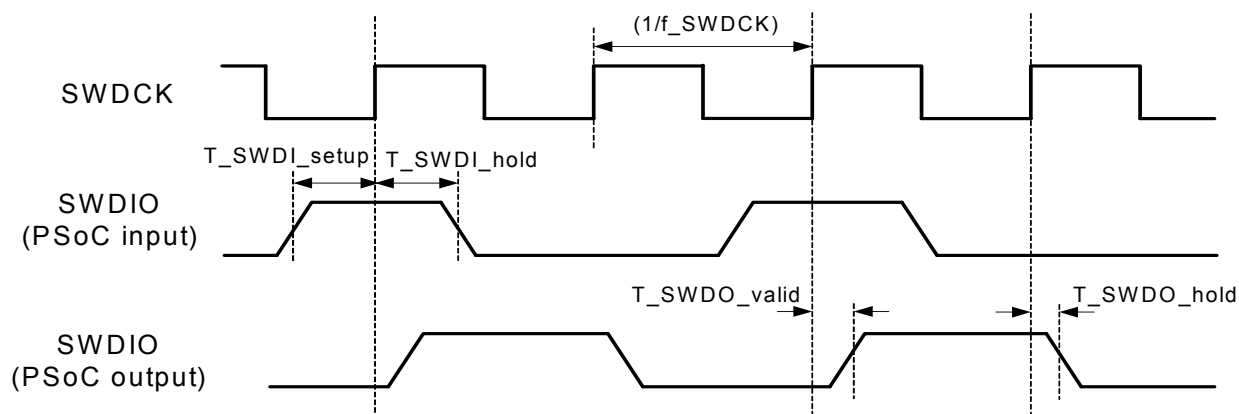 (1/f_SWDCK)
SWDCK
T_SWDI_setup
T_SWDI_hold
SWDIO
(PSoC input)
T_SWDO_valid
T_SWDO_hold
SWDIO
(PSoC output)